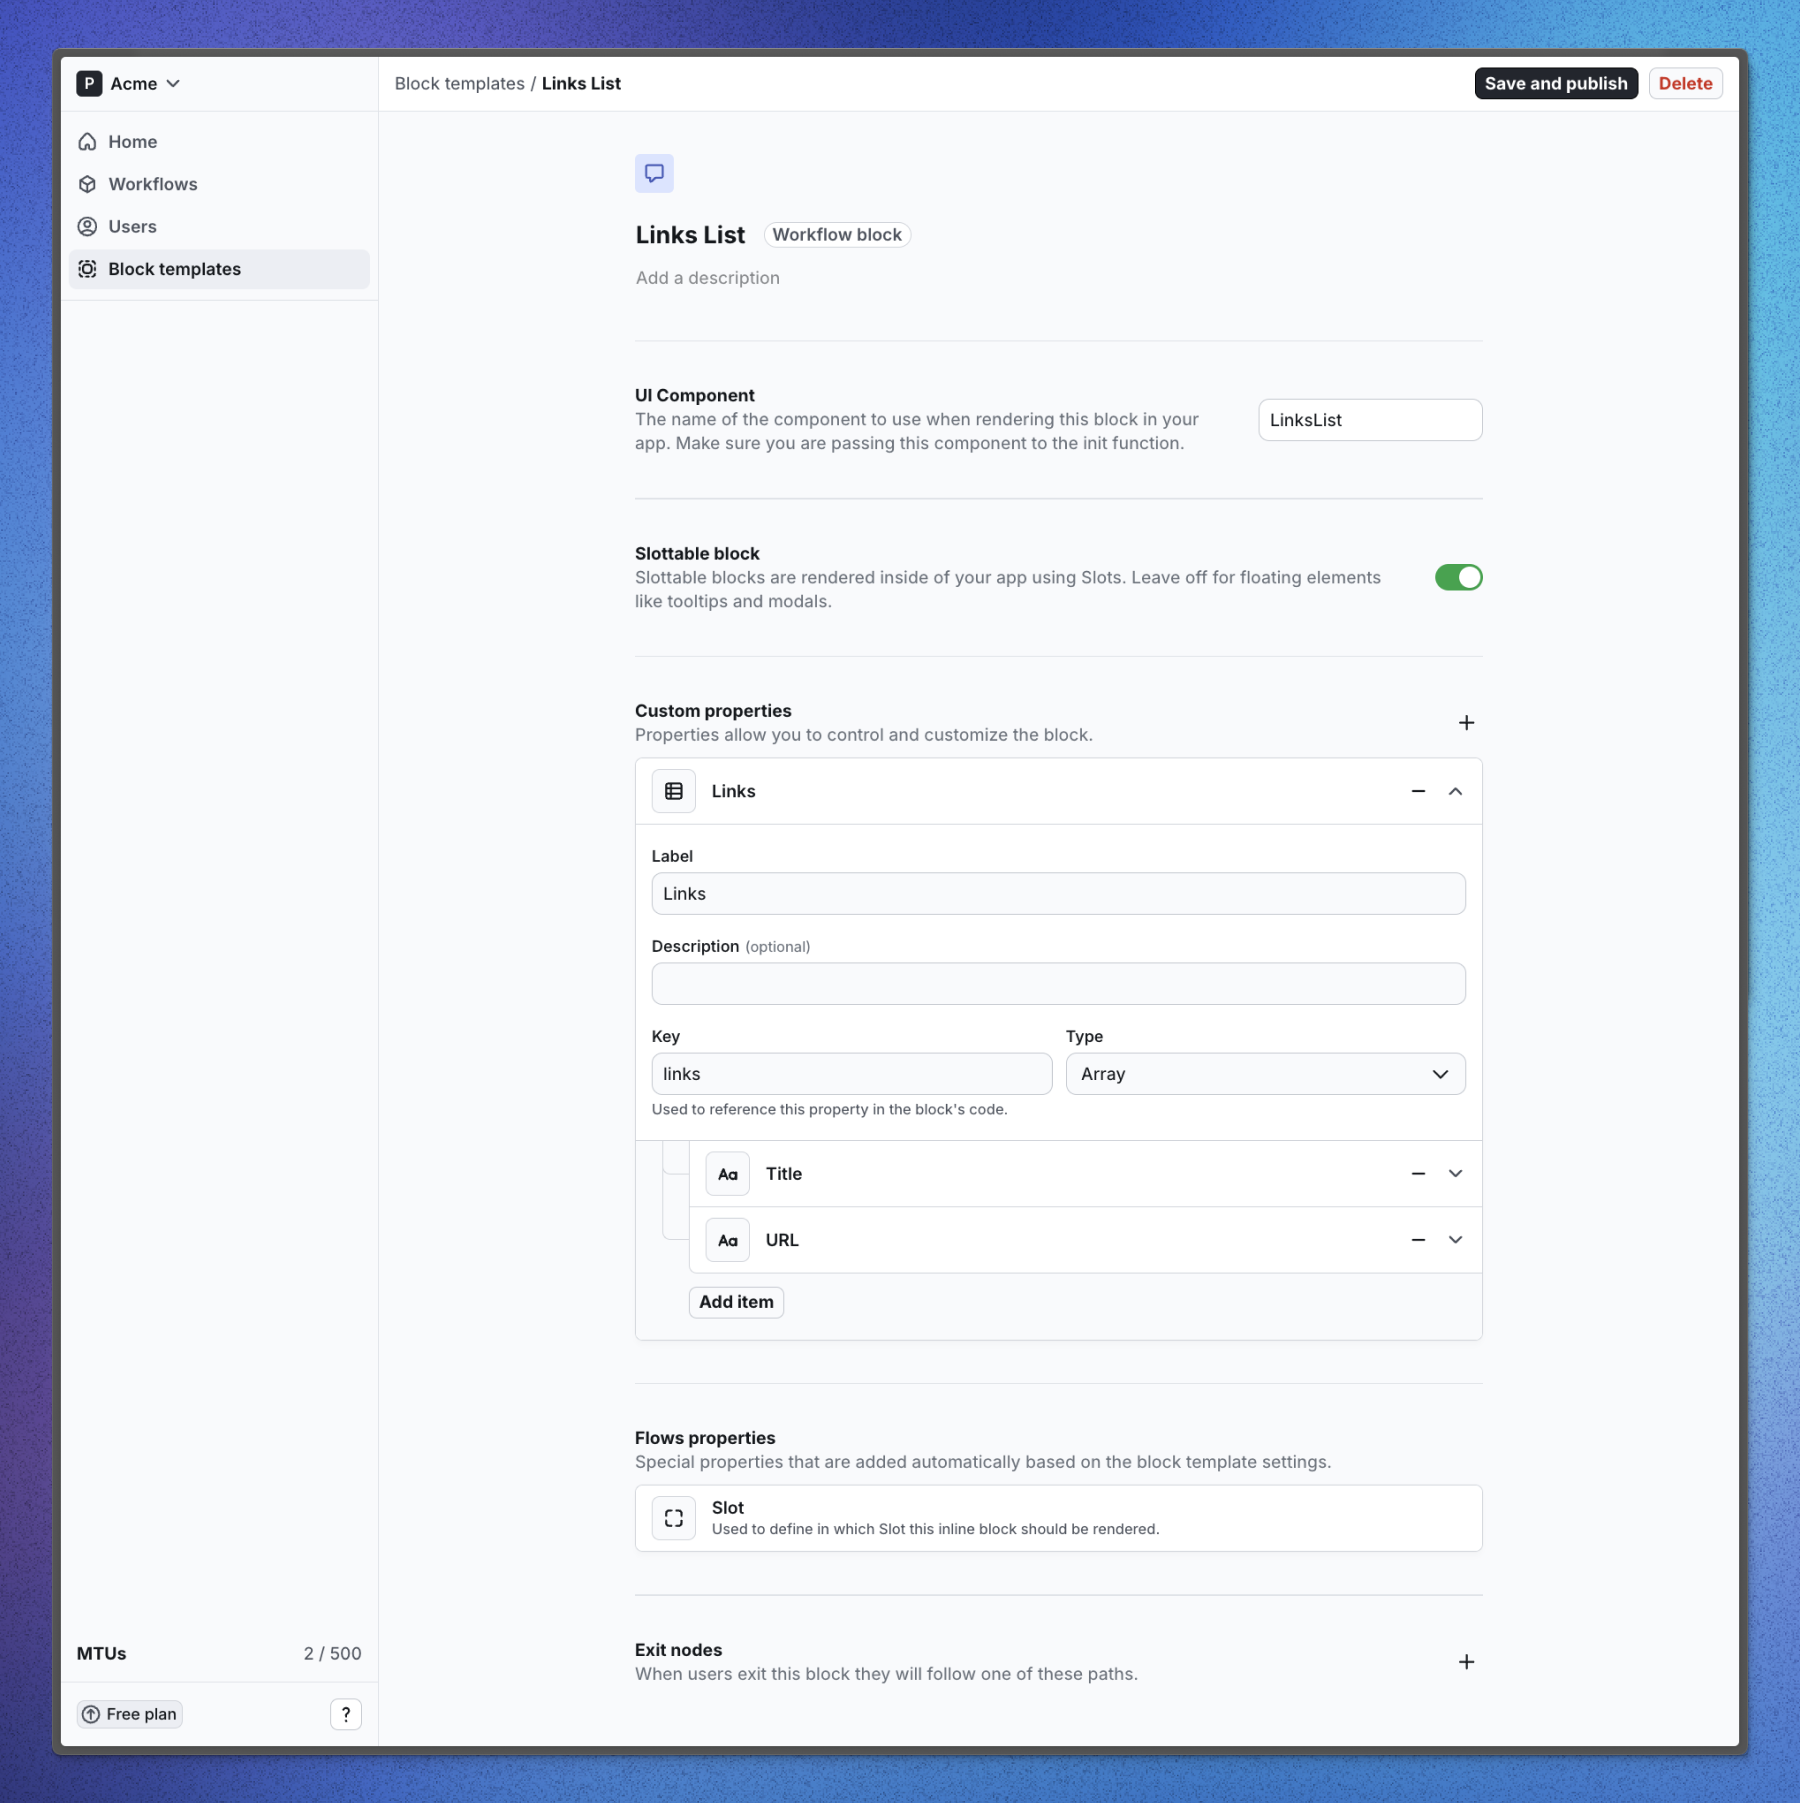 P Acme
Block templates / Links List
Save and publish
Delete
Home
Workflows
Users
Block templates
Links List
Workflow block
Add a description
UI Component
The name of the component to use when rendering this block in your
app. Make sure you are passing this component to the init function.
LinksList
Slottable block
Slottable blocks are rendered inside of your app using Slots. Leave off for floating elements
like tooltips and modals.
Custom properties
Properties allow you to control and customize the block.
Links
Label
Links
Description (optional)
Key
Type
links
Array
Used to reference this property in the block's code.
Aa Title
Aa URL
Add item
Flows properties
Special properties that are added automatically based on the block template settings.
Slot
Used to define in which Slot this inline block should be rendered.
Exit nodes
When users exit this block they will follow one of these paths.
MTUs
2 / 500
Free plan
?